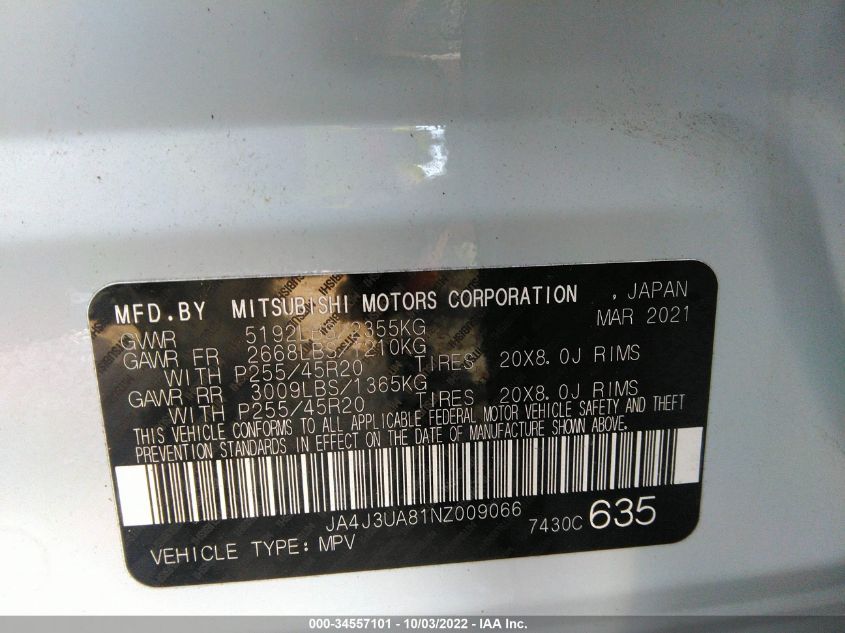 MFD.BY MITSUBISHI MOTORS CORPORATION , JAPAN
GVWR 5192LBS/2355KG MAR 2021
GAWR FR 2668LBS/1210KG
WITH P255/45R20 TIRES 20X8.0J RIMS
GAWR RR 3009LBS/1365KG
WITH P255/45R20 TIRES 20X8.0J RIMS
THIS VEHICLE CONFORMS TO ALL APPLICABLE FEDERAL MOTOR VEHICLE SAFETY AND THEFT
PREVENTION STANDARDS IN EFFECT ON THE DATE OF MANUFACTURE SHOWN ABOVE.
JA4J3UA81NZ009066 7430C 635
VEHICLE TYPE:MPV
000-34557101 - 10/03/2022 - IAA Inc.